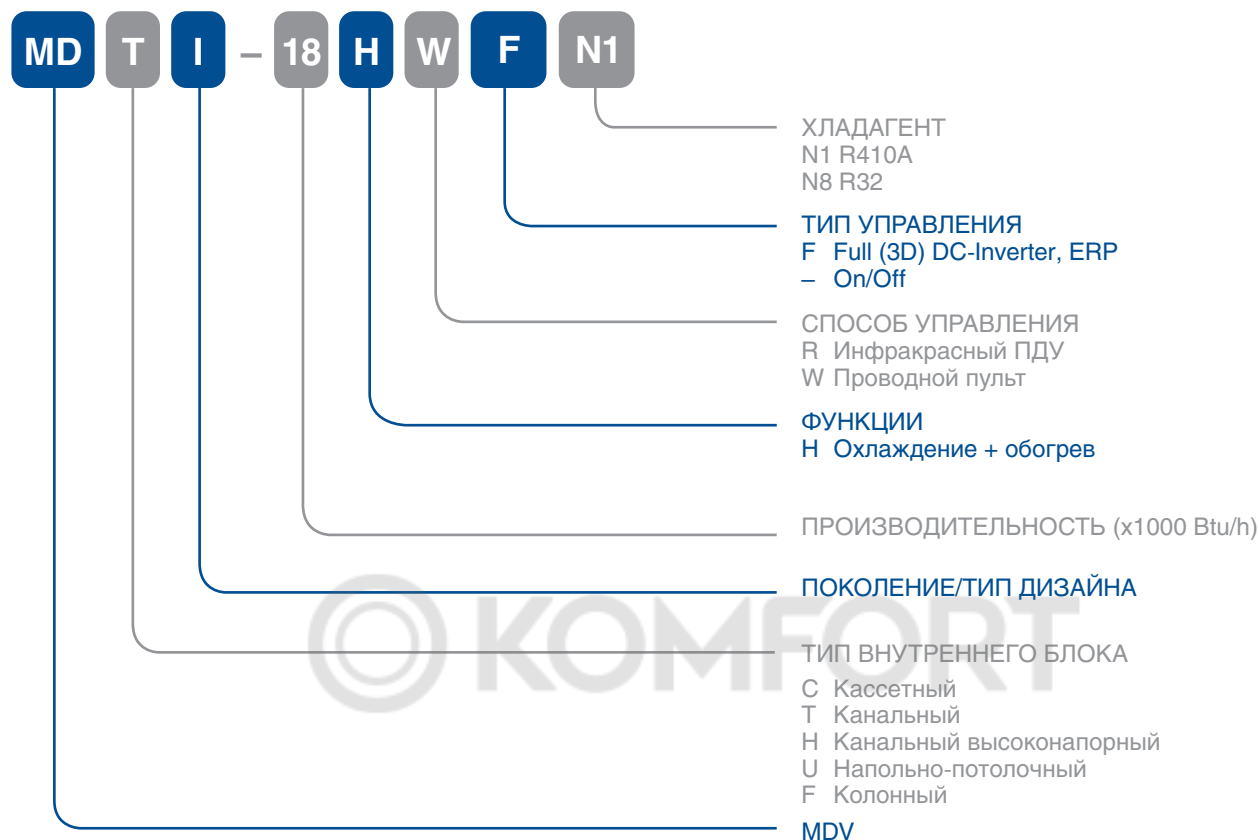 MD T I – 18 H W F N1
ХЛАДАГЕНТ
N1 R410A
N8 R32
ТИП УПРАВЛЕНИЯ
F Full (3D) DC-Inverter, ERP
– On/Off
СПОСОБ УПРАВЛЕНИЯ
R Инфракрасный ПДУ
W Проводной пульт
ФУНКЦИИ
H Охлаждение + обогрев
ПРОИЗВОДИТЕЛЬНОСТЬ (x1000 Btu/h)
ПОКОЛЕНИЕ/ТИП ДИЗАЙНА
KOMFORT
ТИП ВНУТРЕННЕГО БЛОКА
C Кассетный
T Канальный
H Канальный высоконапорный
U Напольно-потолочный
F Колонный
MDV